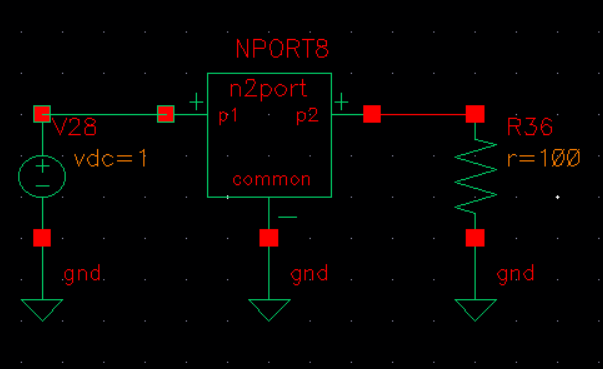 NPORT8
n2port
+ p1 p2 +
V28
R36
+
vdc=1
r=100
common
gnd
gnd
gnd